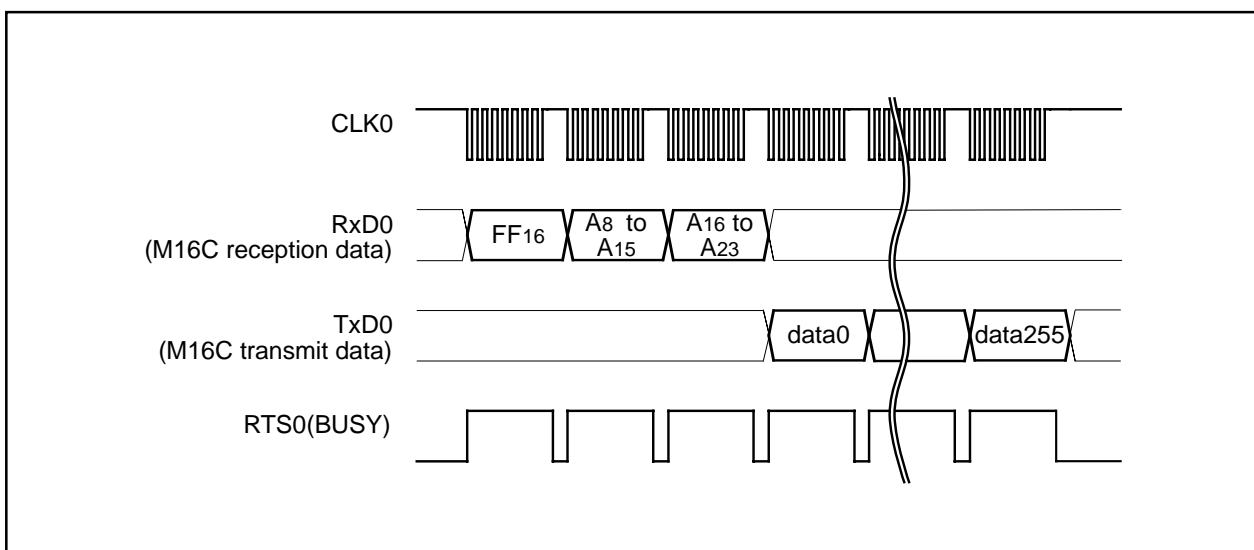 CLK0
RxD0
(M16C reception data)
FF16
A8 to
A15
A16 to
A23
TxD0
(M16C transmit data)
data0
data255
RTS0(BUSY)